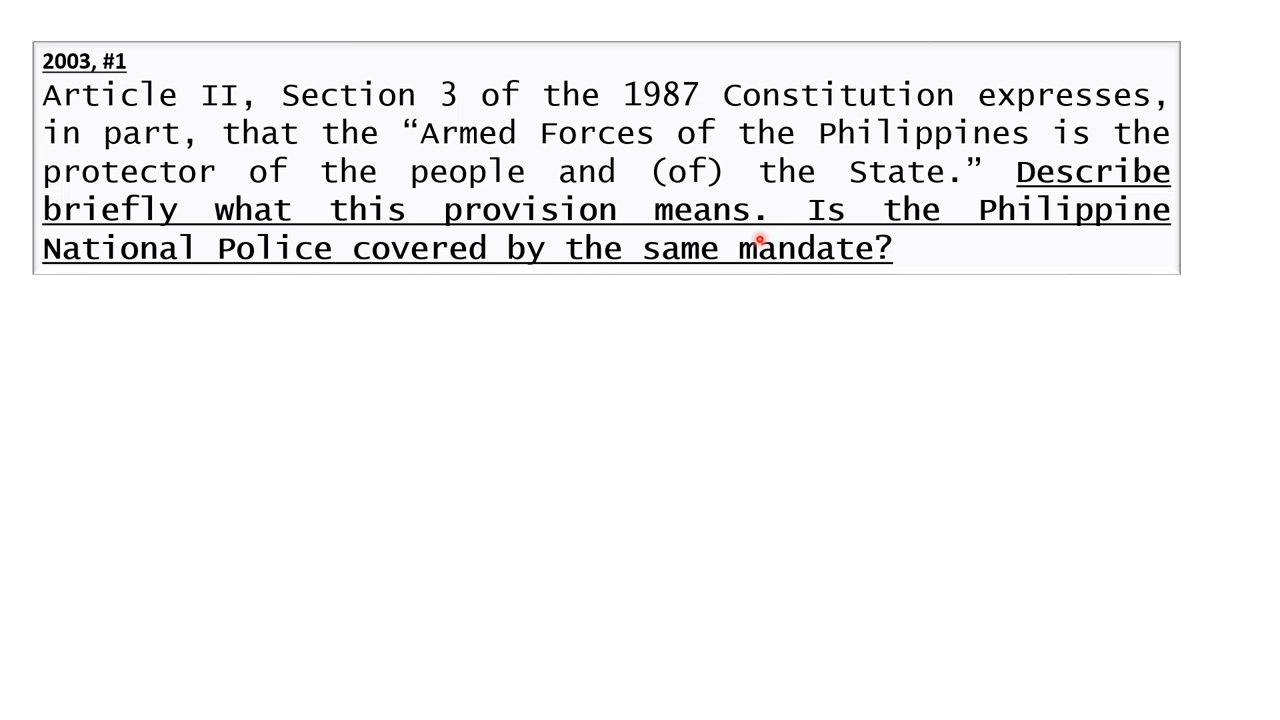 2003, #1
Article II, Section 3 of the 1987 Constitution expresses,
in part, that the “Armed Forces of the Philippines is the
protector of the people and (of) the State.” Describe
briefly what this provision means. Is the Philippine
National Police covered by the same mandate?